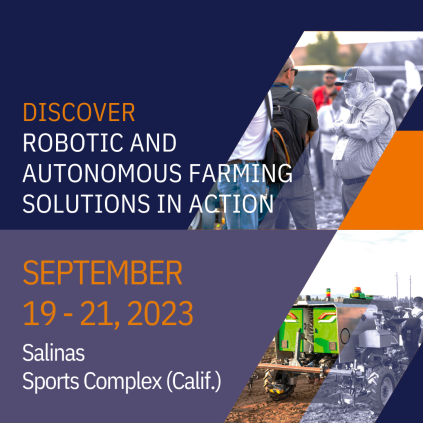 DISCOVER
ROBOTIC AND
AUTONOMOUS FARMING
SOLUTIONS IN ACTION
SEPTEMBER
19 - 21, 2023
Salinas
Sports Complex (Calif.)